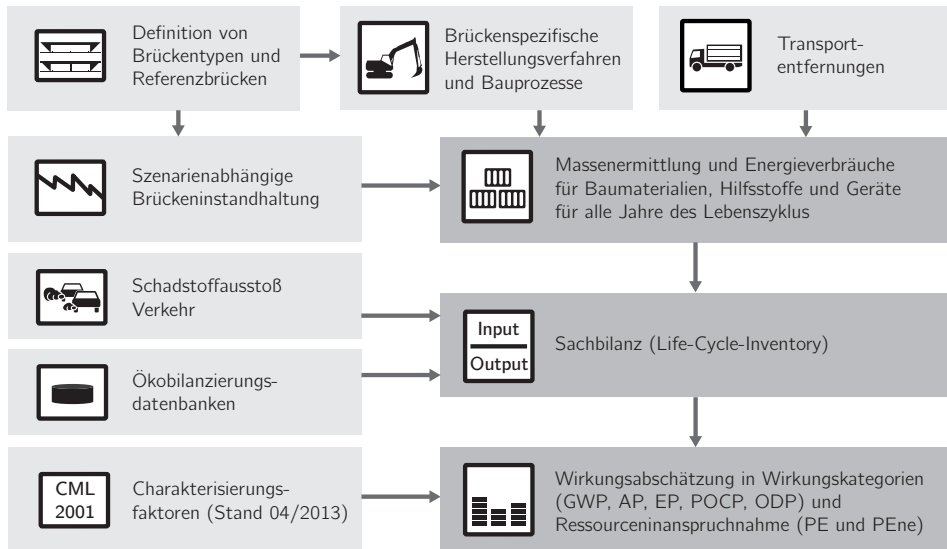 Definition von
Brückentypen und
Referenzbrücken
Brückenspezifische
Herstellungsverfahren
und Bauprozesse
Transport-
entfernungen
Szenarienabhängige
Brückeninstandhaltung
Massenermittlung und Energieverbräuche
für Baumaterialien, Hilfsstoffe und Geräte
für alle Jahre des Lebenszyklus
Schadstoffausstoß
Verkehr
Input
Output
Sachbilanz (Life-Cycle-Inventory)
Ökobilanzierungs-
datenbanken
CML
2001
Charakterisierungs-
faktoren (Stand 04/2013)
Wirkungsabschätzung in Wirkungskategorien
(GWP, AP, EP, POCP, ODP) und
Ressourceninanspruchnahme (PE und PEne)